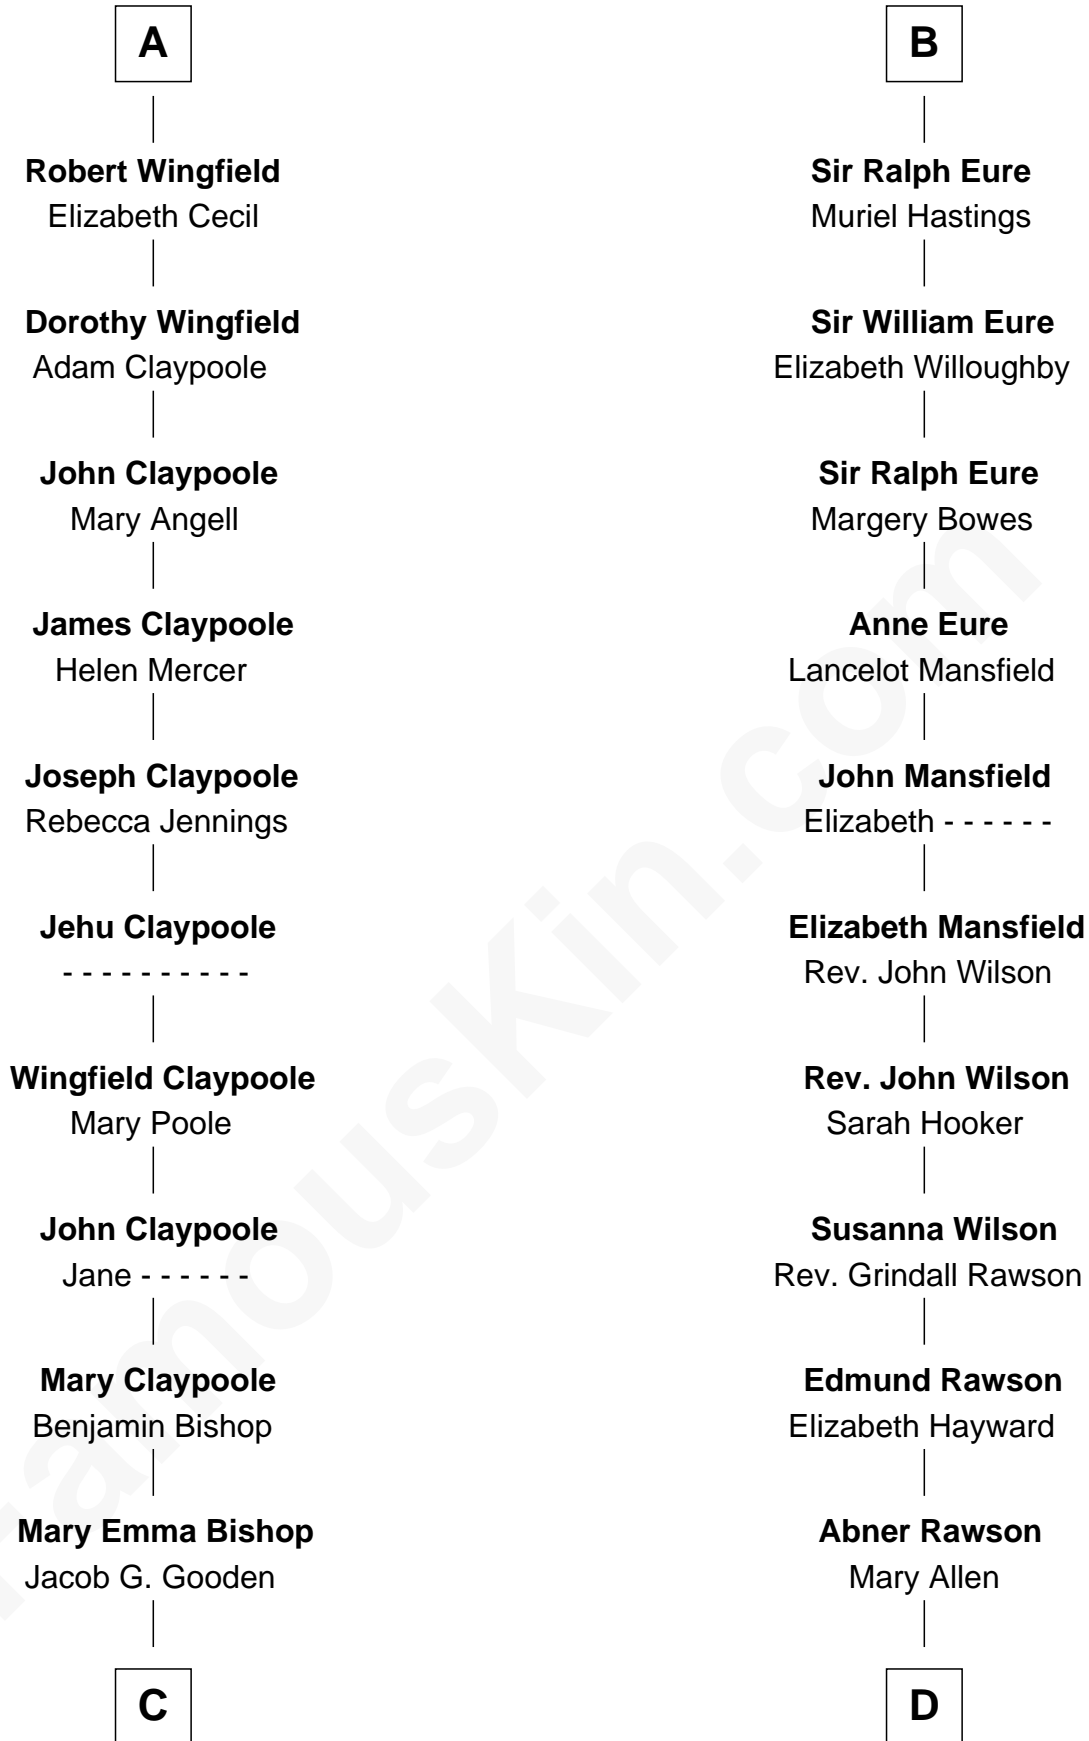 A
Robert Wingfield
Elizabeth Cecil
Dorothy Wingfield
Adam Claypoole
John Claypoole
Mary Angell
James Claypoole
Helen Mercer
Joseph Claypoole
Rebecca Jennings
Jehu Claypoole
- - - - - - - - - -
Wingfield Claypoole
Mary Poole
John Claypoole
Jane - - - - - -
Mary Claypoole
Benjamin Bishop
Mary Emma Bishop
Jacob G. Gooden
C
B
Sir Ralph Eure
Muriel Hastings
Sir William Eure
Elizabeth Willoughby
Sir Ralph Eure
Margery Bowes
Anne Eure
Lancelot Mansfield
John Mansfield
Elizabeth - - - - - -
Elizabeth Mansfield
Rev. John Wilson
Rev. John Wilson
Sarah Hooker
Susanna Wilson
Rev. Grindall Rawson
Edmund Rawson
Elizabeth Hayward
Abner Rawson
Mary Allen
D
FamousKin.com